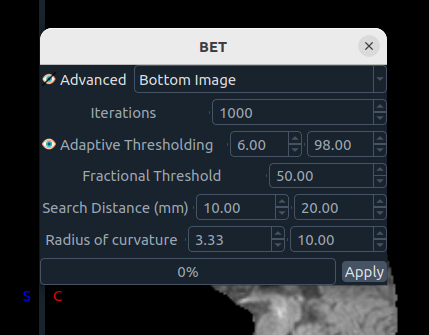 BET
Advanced Bottom Image
Iterations 1000
Adaptive Thresholding 6.00 98.00
Fractional Threshold 50.00
Search Distance (mm) 10.00 20.00
Radius of curvature 3.33 10.00
0% Apply
S C